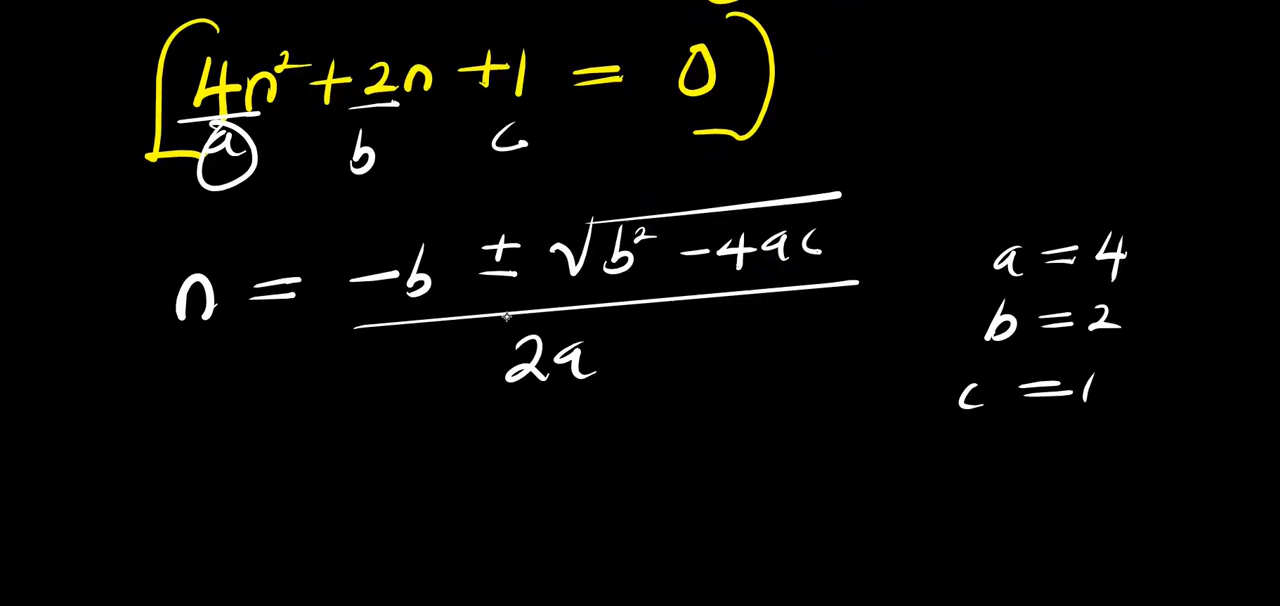 [4n² + 2n + 1 = 0]
a b c
n = -b ± √(b² - 4ac) / 2a
a = 4
b = 2
c = 1